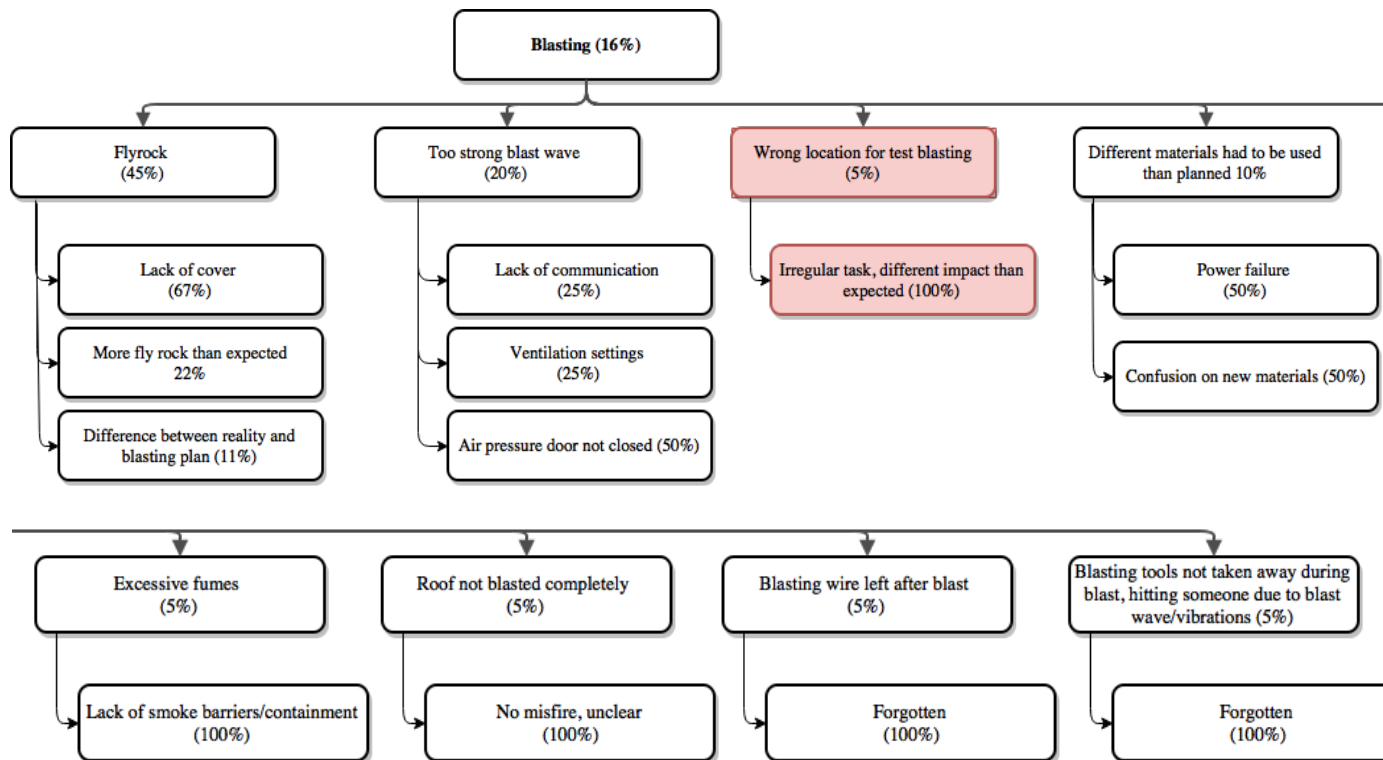 Blasting (16%)
Flyrock
(45%)
Too strong blast wave
(20%)
Wrong location for test blasting
(5%)
Different materials had to be used
than planned 10%
Lack of cover
(67%)
More fly rock than expected
22%
Difference between reality and
blasting plan (11%)
Lack of communication
(25%)
Ventilation settings
(25%)
Air pressure door not closed (50%)
Irregular task, different impact than
expected (100%)
Power failure
(50%)
Confusion on new materials (50%)
Excessive fumes
(5%)
Roof not blasted completely
(5%)
Blasting wire left after blast
(5%)
Blasting tools not taken away during
blast, hitting someone due to blast
wave/vibrations (5%)
Lack of smoke barriers/containment
(100%)
No misfire, unclear
(100%)
Forgotten
(100%)
Forgotten
(100%)